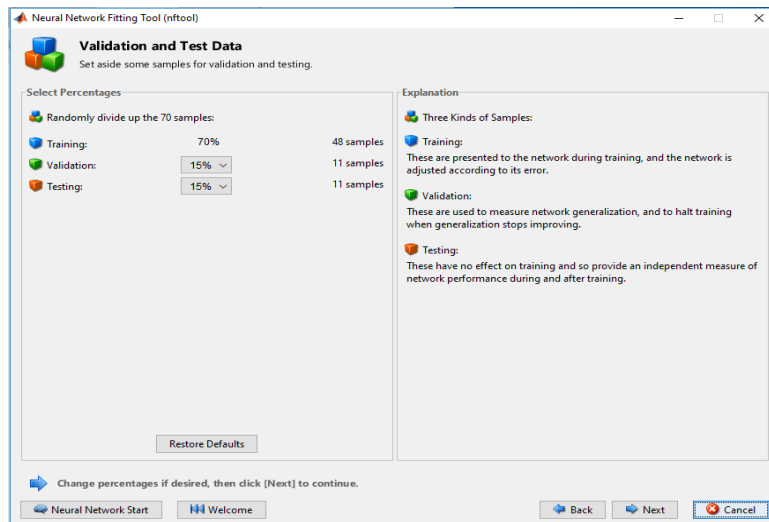 Neural Network Fitting Tool (nftool)
Validation and Test Data
Set aside some samples for validation and testing.
Select Percentages
Randomly divide up the 70 samples:
Training: 70% 48 samples
Validation: 15% 11 samples
Testing: 15% 11 samples
Restore Defaults
Explanation
Three Kinds of Samples:
Training:
These are presented to the network during training, and the network is
adjusted according to its error.
Validation:
These are used to measure network generalization, and to halt training
when generalization stops improving.
Testing:
These have no effect on training and so provide an independent measure of
network performance during and after training.
Change percentages if desired, then click [Next] to continue.
Neural Network Start Welcome Back Next Cancel